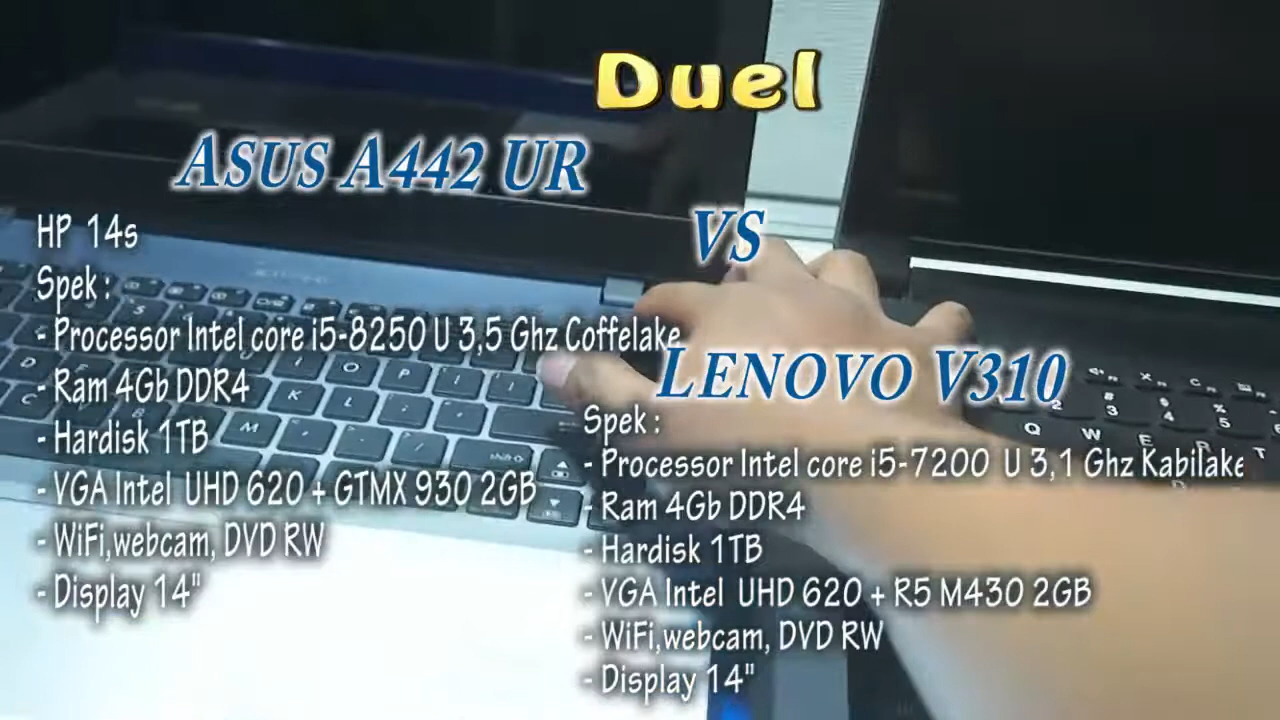 Duel
ASUS A442 UR
VS
LENOVO V310
HP 14s
Spek :
- Processor Intel core i5-8250 U 3,5 Ghz Coffelake
- Ram 4Gb DDR4
- Hardisk 1TB
- VGA Intel UHD 620 + GTMX 930 2GB
- WiFi,webcam, DVD RW
- Display 14"
Spek :
- Processor Intel core i5-7200 U 3,1 Ghz Kabilake
- Ram 4Gb DDR4
- Hardisk 1TB
- VGA Intel UHD 620 + R5 M430 2GB
- WiFi,webcam, DVD RW
- Display 14"